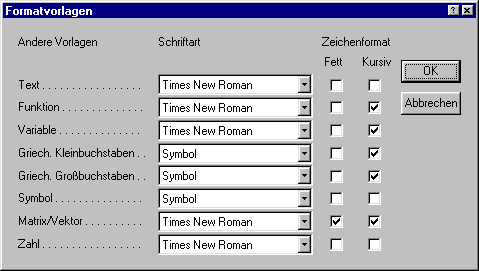 Formatvorlagen
Andere Vorlagen Schriftart Zeichenformat
Fett Kursiv
OK
Text . . . . . . . . . . . . . . . . Times New Roman
Abbrechen
Funktion . . . . . . . . . . . . . Times New Roman
Variable . . . . . . . . . . . . . Times New Roman
Griech. Kleinbuchstaben . . Symbol
Griech. Großbuchstaben . . Symbol
Symbol . . . . . . . . . . . . . . Symbol
Matrix/Vektor . . . . . . . . . Times New Roman
Zahl . . . . . . . . . . . . . . . . Times New Roman